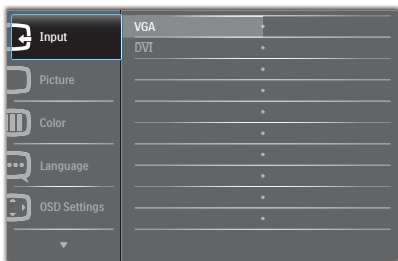 Input
VGA
DVI
Picture
Color
Language
OSD Settings